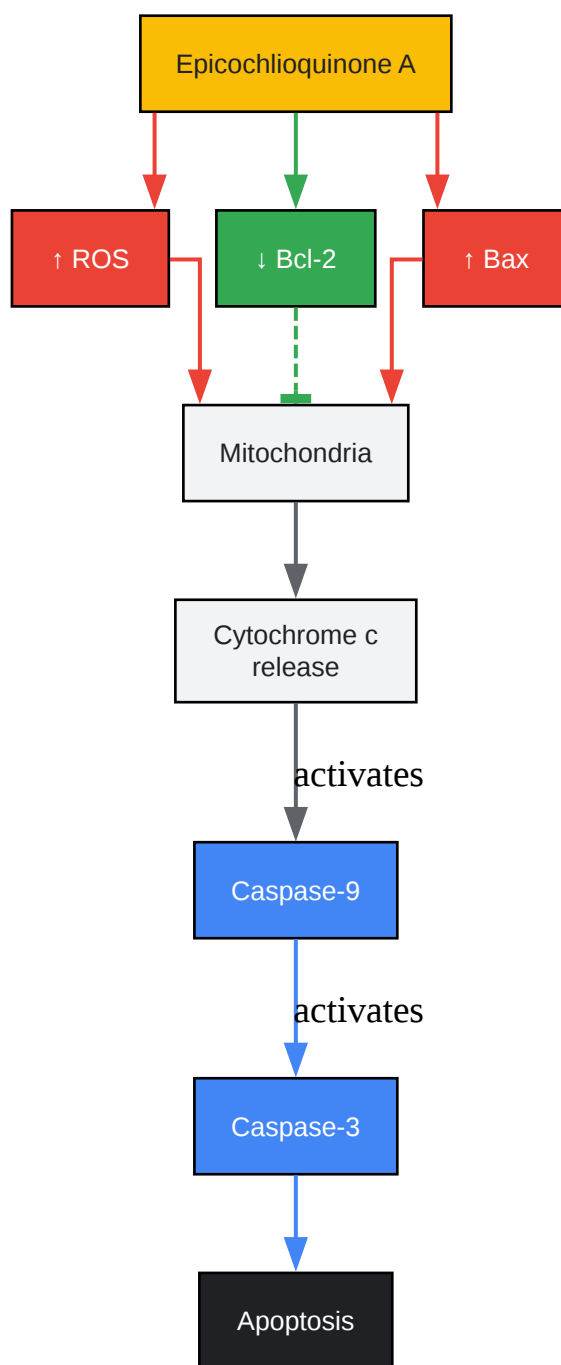 Epicochlioquinone A
↑ ROS
↓ Bcl-2
↑ Bax
Mitochondria
Cytochrome c
release
activates
Caspase-9
activates
Caspase-3
Apoptosis